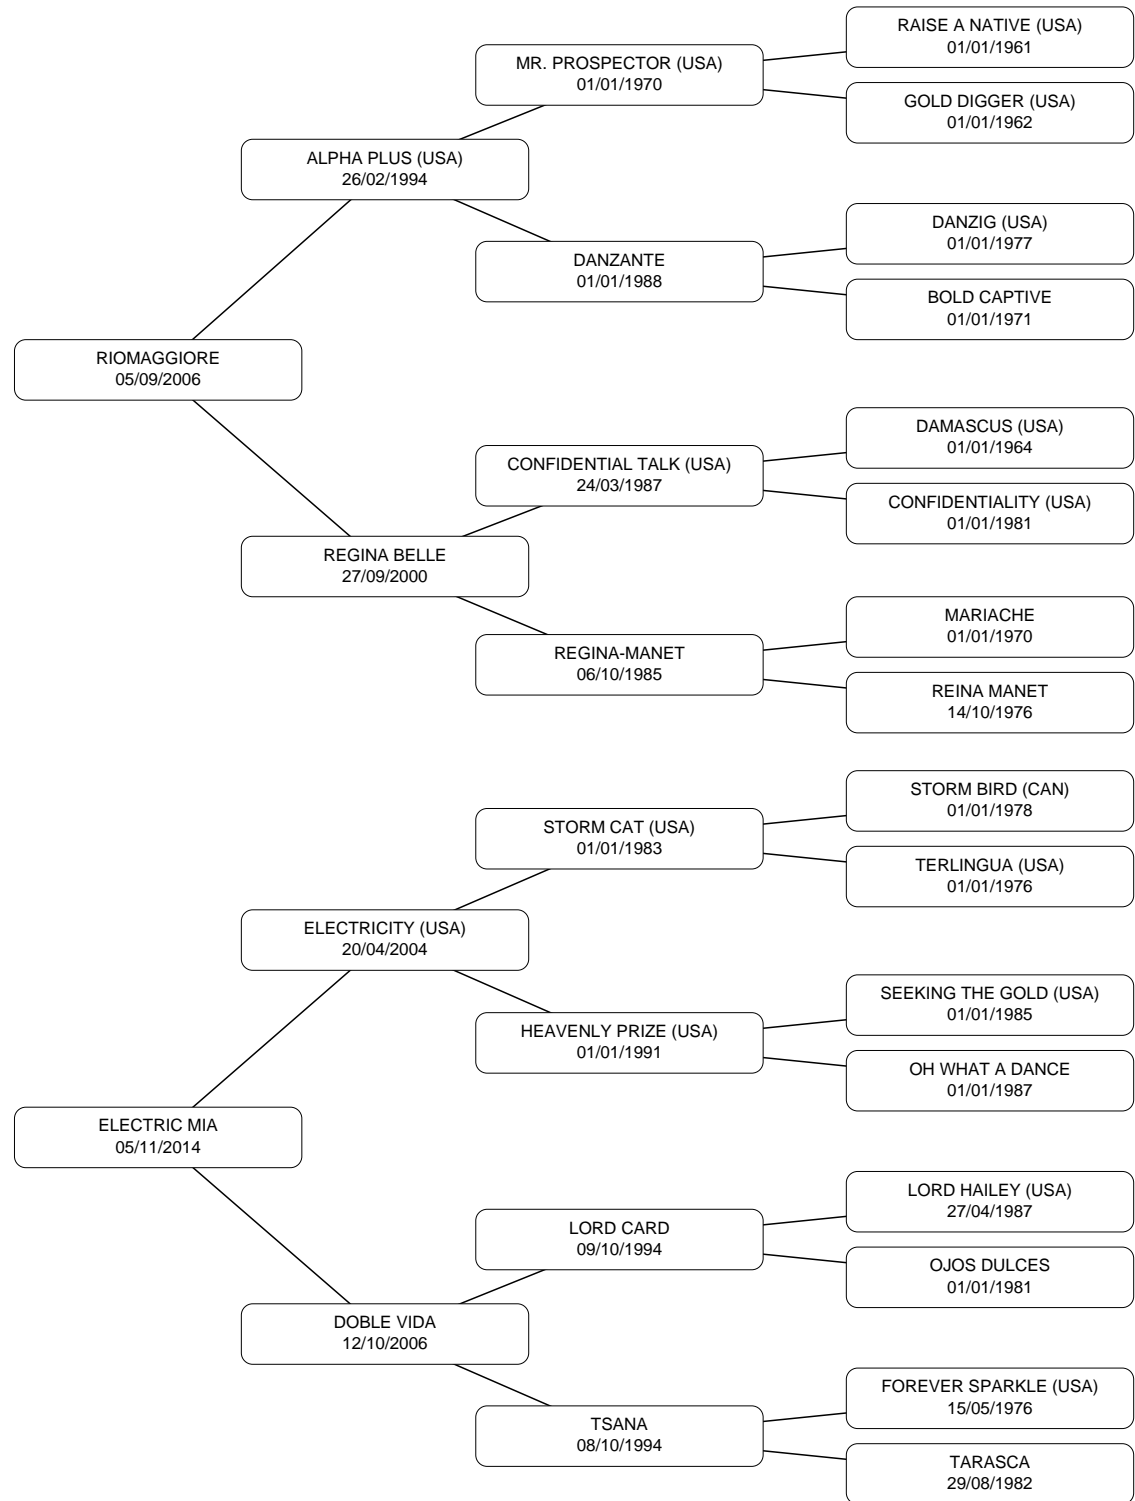 RAISE A NATIVE (USA)
01/01/1961
MR. PROSPECTOR (USA)
01/01/1970
GOLD DIGGER (USA)
01/01/1962
ALPHA PLUS (USA)
26/02/1994
DANZIG (USA)
01/01/1977
DANZANTE
01/01/1988
BOLD CAPTIVE
01/01/1971
RIOMAGGIORE
05/09/2006
DAMASCUS (USA)
01/01/1964
CONFIDENTIAL TALK (USA)
24/03/1987
CONFIDENTIALITY (USA)
01/01/1981
REGINA BELLE
27/09/2000
MARIACHE
01/01/1970
REGINA-MANET
06/10/1985
REINA MANET
14/10/1976
STORM BIRD (CAN)
01/01/1978
STORM CAT (USA)
01/01/1983
TERLINGUA (USA)
01/01/1976
ELECTRICITY (USA)
20/04/2004
SEEKING THE GOLD (USA)
01/01/1985
HEAVENLY PRIZE (USA)
01/01/1991
OH WHAT A DANCE
01/01/1987
ELECTRIC MIA
05/11/2014
LORD HAILEY (USA)
27/04/1987
LORD CARD
09/10/1994
OJOS DULCES
01/01/1981
DOBLE VIDA
12/10/2006
FOREVER SPARKLE (USA)
15/05/1976
TSANA
08/10/1994
TARASCA
29/08/1982